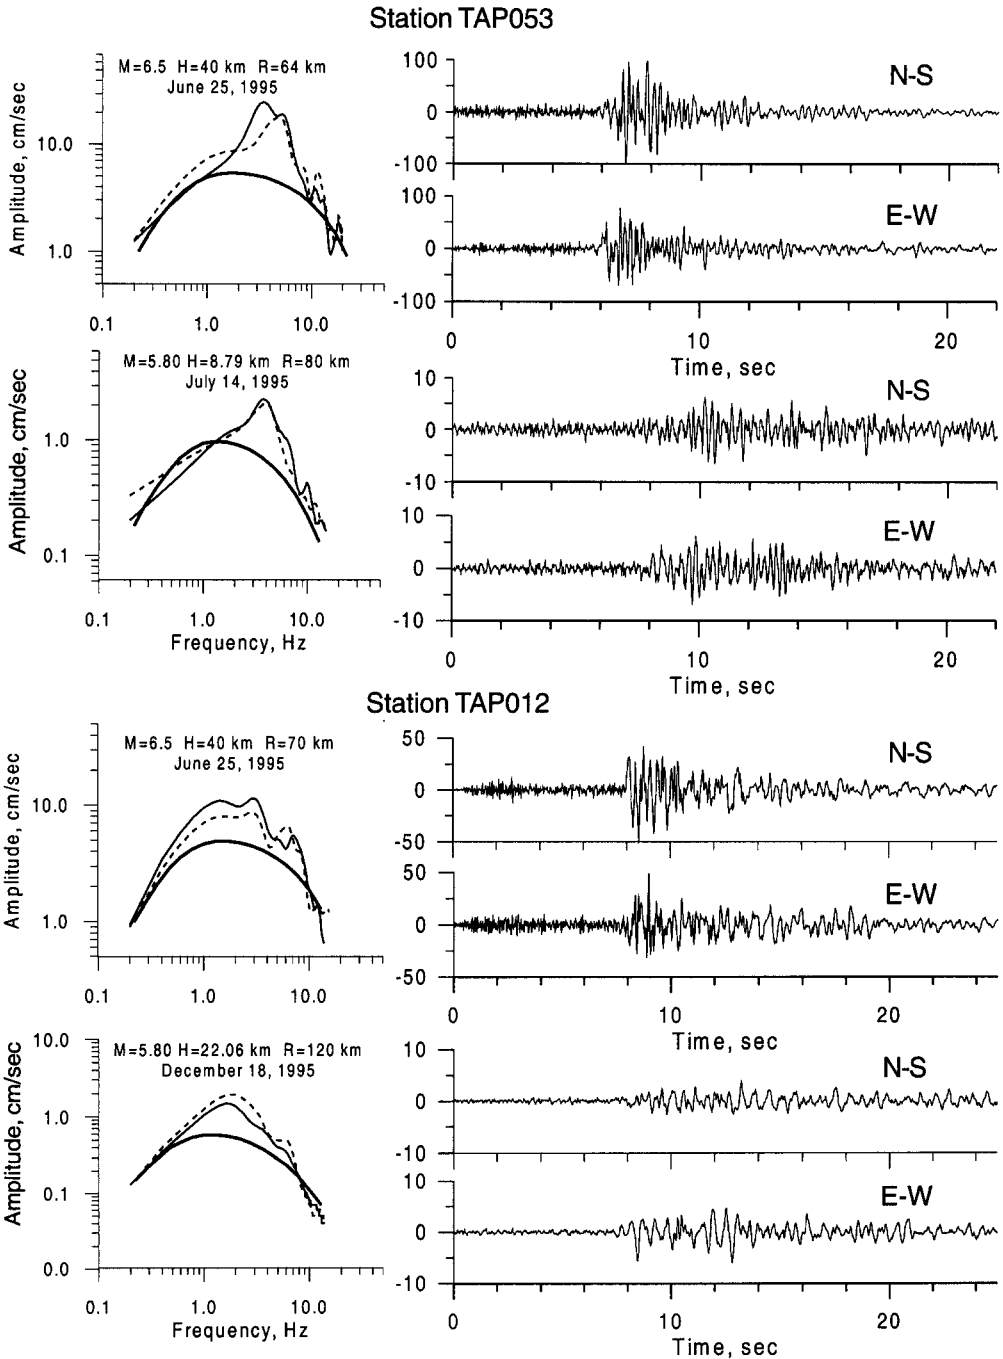 Station TAP053
M=6.5 H=40 km R=64 km
June 25, 1995
Amplitude, cm/sec
10.0
1.0
0.1 1.0 10.0
100
0
-100
N-S
100
0
-100
E-W
0 10 20
Time, sec
M=5.80 H=8.79 km R=80 km
July 14, 1995
Amplitude, cm/sec
1.0
0.1
0.1 1.0 10.0
Frequency, Hz
10
0
-10
N-S
10
0
-10
E-W
0 10 20
Time, sec
Station TAP012
M=6.5 H=40 km R=70 km
June 25, 1995
Amplitude, cm/sec
10.0
1.0
0.1 1.0 10.0
50
0
-50
N-S
50
0
-50
E-W
0 10 20
Time, sec
M=5.80 H=22.06 km R=120 km
December 18, 1995
Amplitude, cm/sec
10.0
1.0
0.1
0.0
0.1 1.0 10.0
Frequency, Hz
10
0
-10
N-S
10
0
-10
E-W
0 10 20
Time, sec